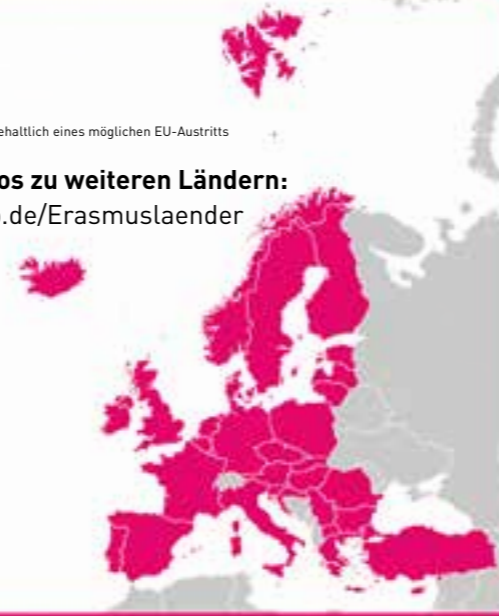 ehaltlich eines möglichen EU-Austritts
os zu weiteren Ländern:
.de/Erasmuslaender